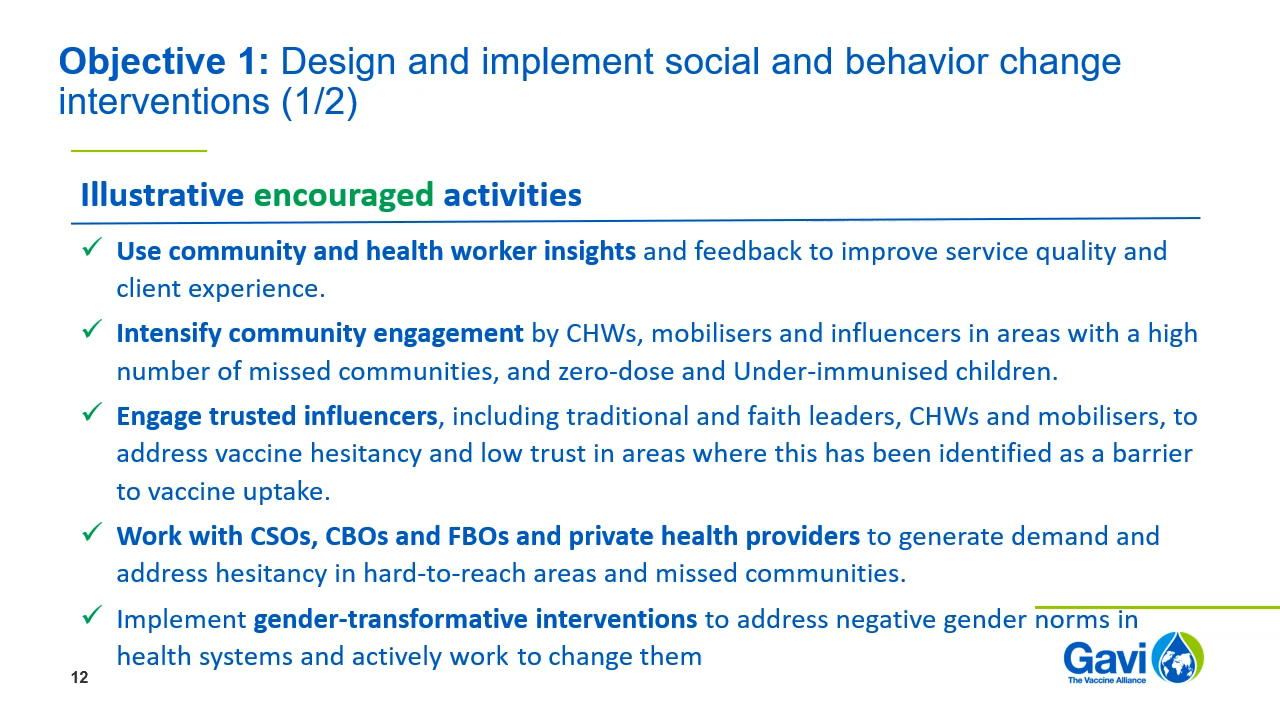 Objective 1: Design and implement social and behavior change
interventions (1/2)
Illustrative encouraged activities
✓ Use community and health worker insights and feedback to improve service quality and
client experience.
✓ Intensify community engagement by CHWs, mobilisers and influencers in areas with a high
number of missed communities, and zero-dose and Under-immunised children.
✓ Engage trusted influencers, including traditional and faith leaders, CHWs and mobilisers, to
address vaccine hesitancy and low trust in areas where this has been identified as a barrier
to vaccine uptake.
✓ Work with CSOs, CBOs and FBOs and private health providers to generate demand and
address hesitancy in hard-to-reach areas and missed communities.
✓ Implement gender-transformative interventions to address negative gender norms in
health systems and actively work to change them
12
Gavi
The Vaccine Alliance